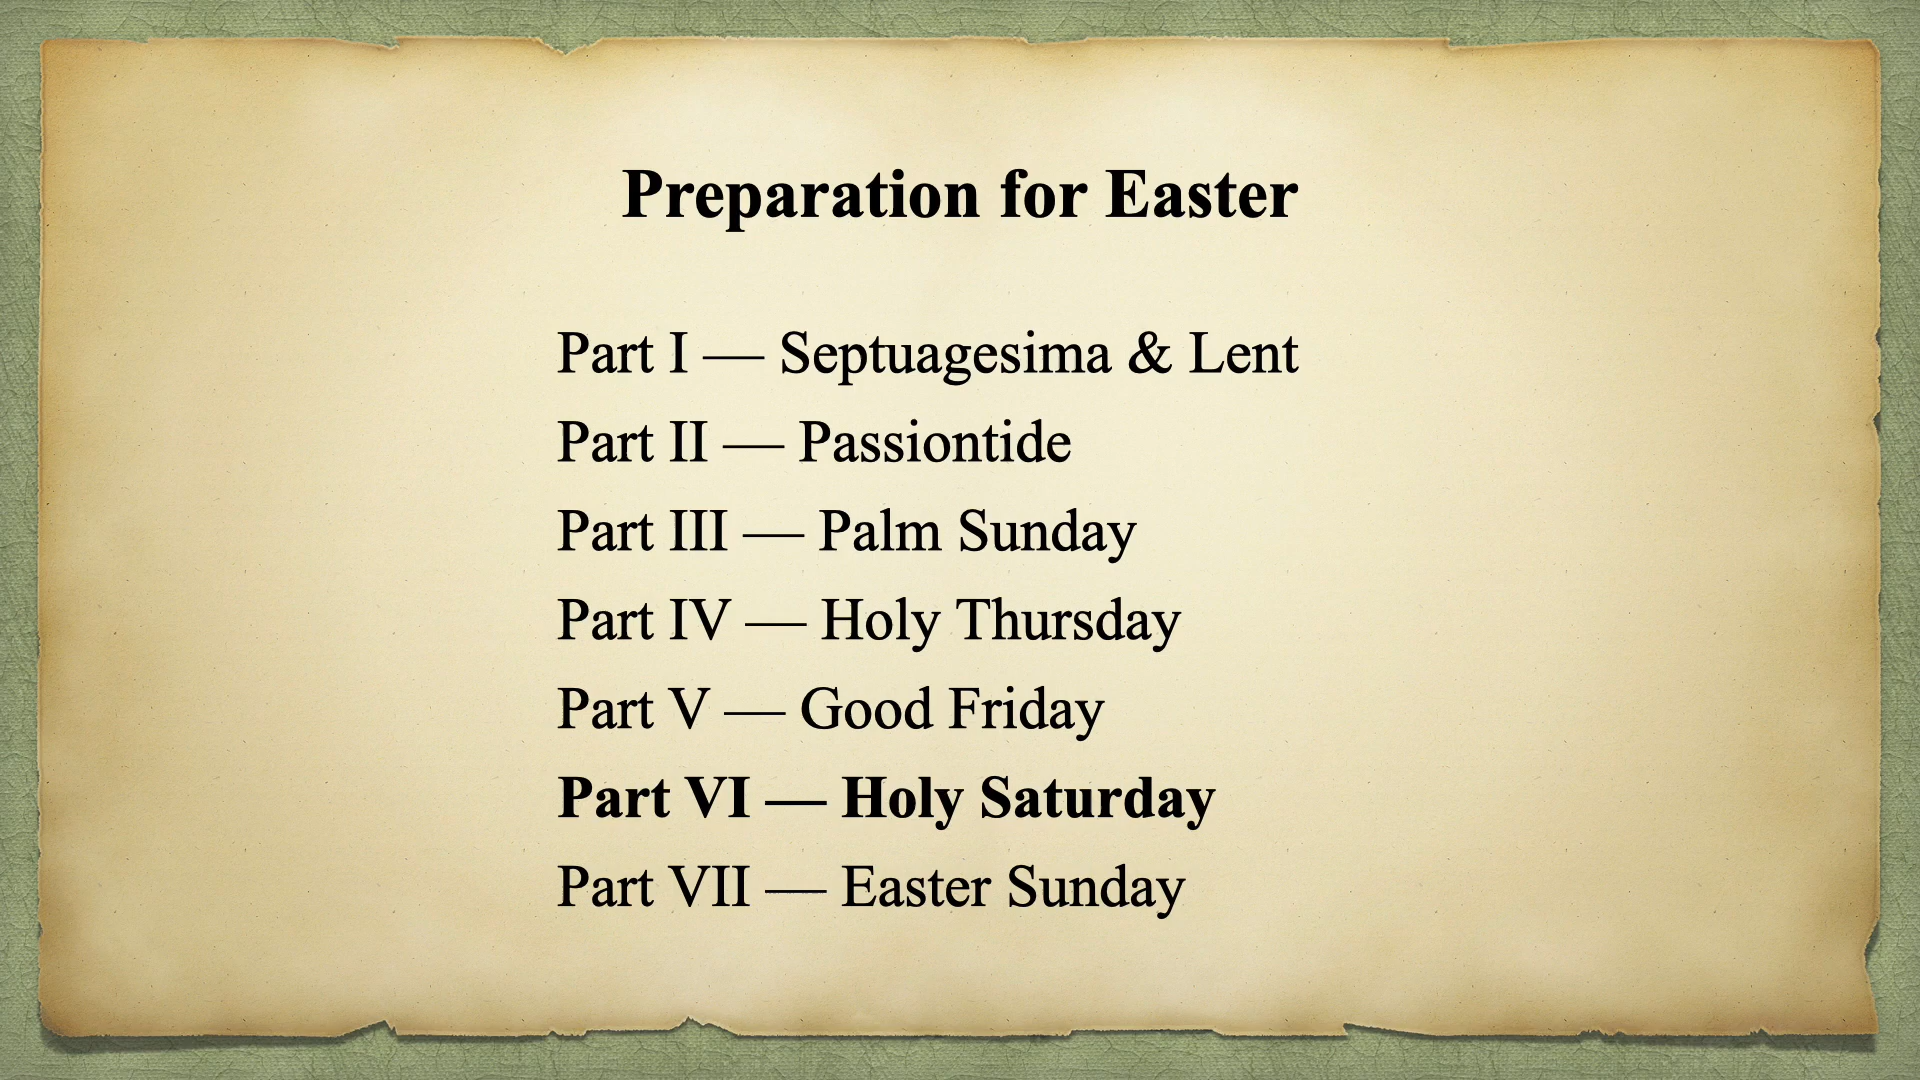 Preparation for Easter
Part I — Septuagesima & Lent
Part II — Passiontide
Part III — Palm Sunday
Part IV — Holy Thursday
Part V — Good Friday
Part VI — Holy Saturday
Part VII — Easter Sunday